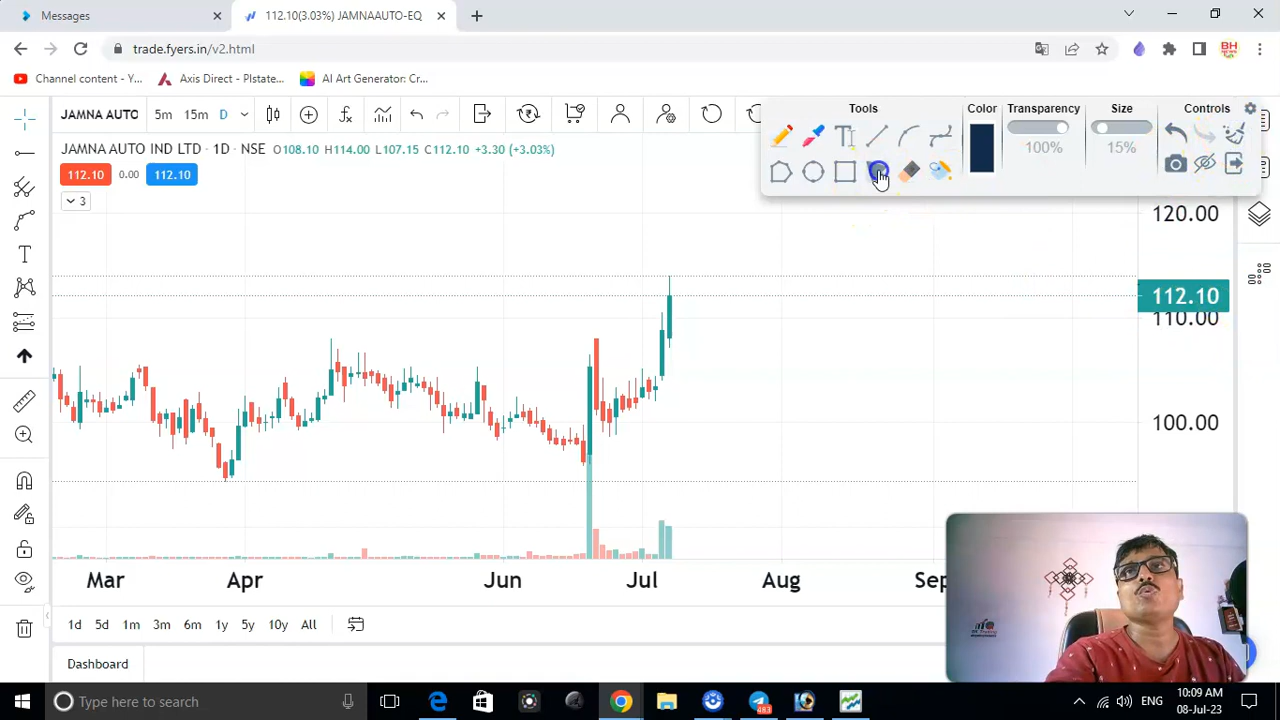 Messages
112.10(3.03%) JAMNAAUTO-EQ
trade.fyers.in/v2.html
Channel content - Y...
Axis Direct - Plstate...
AI Art Generator: Cr...
JAMNA AUTO 5m 15m D
JAMNA AUTO IND LTD · 1D · NSE O108.10 H114.00 L107.15 C112.10 +3.30 (+3.03%)
112.10 0.00 112.10
3
Tools Color Transparency Size Controls
100% 15%
120.00
112.10
110.00
100.00
Mar Apr Jun Jul Aug Sep
1d 5d 1m 3m 6m 1y 5y 10y All
Dashboard
Type here to search
483
ENG
10:09 AM
08-Jul-23